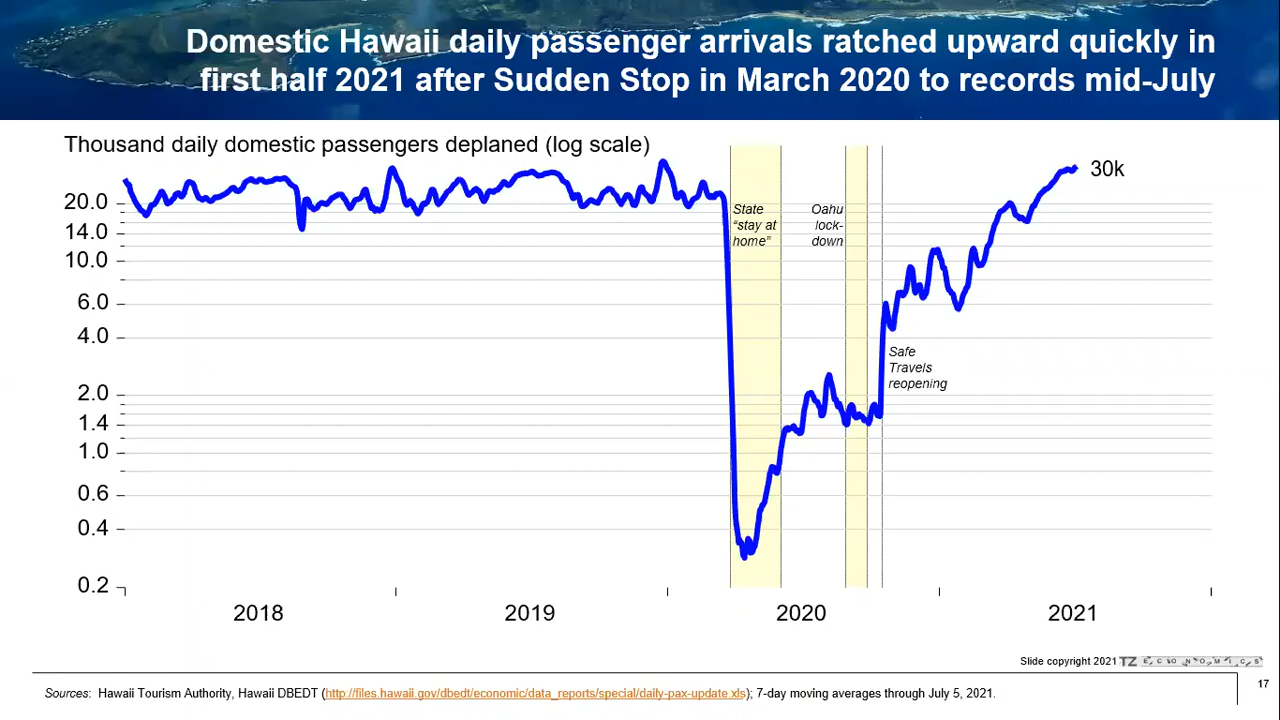 Domestic Hawaii daily passenger arrivals ratched upward quickly in
first half 2021 after Sudden Stop in March 2020 to records mid-July
Thousand daily domestic passengers deplaned (log scale)
30k
20.0
14.0
10.0
6.0
4.0
2.0
1.4
1.0
0.6
0.4
0.2
State
“stay at
home”
Oahu
lock-
down
Safe
Travels
reopening
2018
2019
2020
2021
Slide copyright 2021 TZ ECONOMICS
Sources: Hawaii Tourism Authority, Hawaii DBEDT (http://files.hawaii.gov/dbedt/economic/data_reports/special/daily-pax-update.xls); 7-day moving averages through July 5, 2021.
17